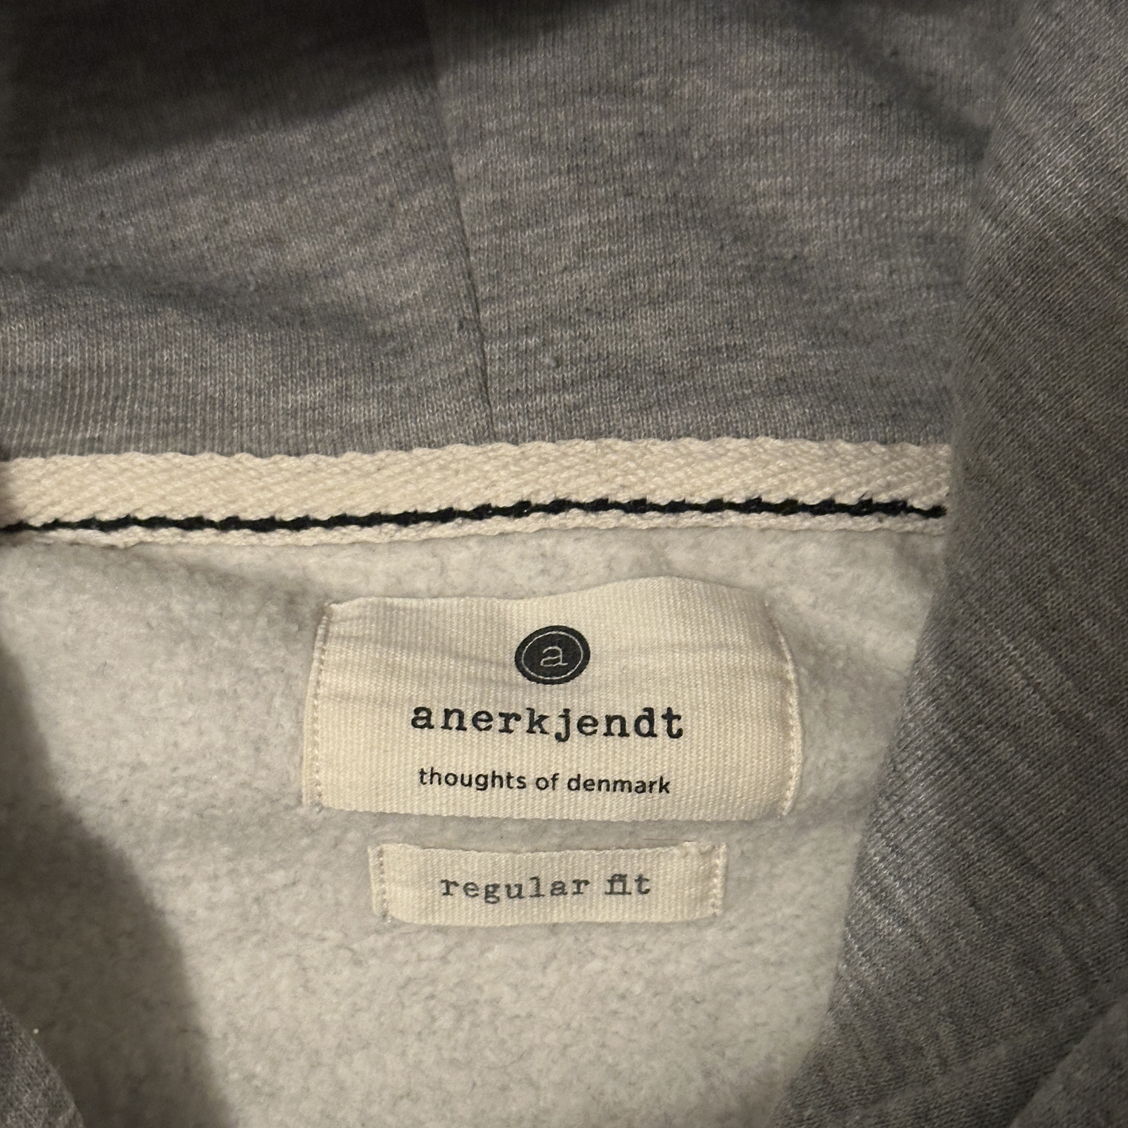 a
anerkjendt
thoughts of denmark
regular fit